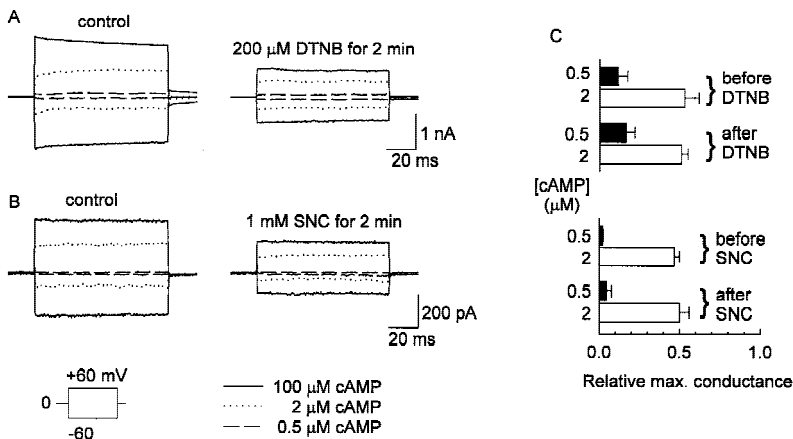 A
control
200 µM DTNB for 2 min
1 nA
20 ms
B
control
1 mM SNC for 2 min
200 pA
20 ms
+60 mV
0
-60
100 µM cAMP
2 µM cAMP
0.5 µM cAMP
C
0.5
2
} before
DTNB
0.5
2
} after
DTNB
[cAMP]
(µM)
0.5
2
} before
SNC
0.5
2
} after
SNC
0.0 0.5 1.0
Relative max. conductance